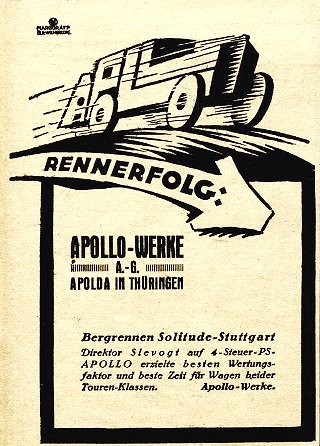 RENNERFOLG:
APOLLO-WERKE
A.-G.
APOLDA IN THÜRINGEN
Bergrennen Solitude-Stuttgart
Direktor Slevogt auf 4-Steuer-PS-
APOLLO erzielte besten Wertungs-
faktor und beste Zeit für Wagen beider
Touren-Klassen. Apollo-Werke.